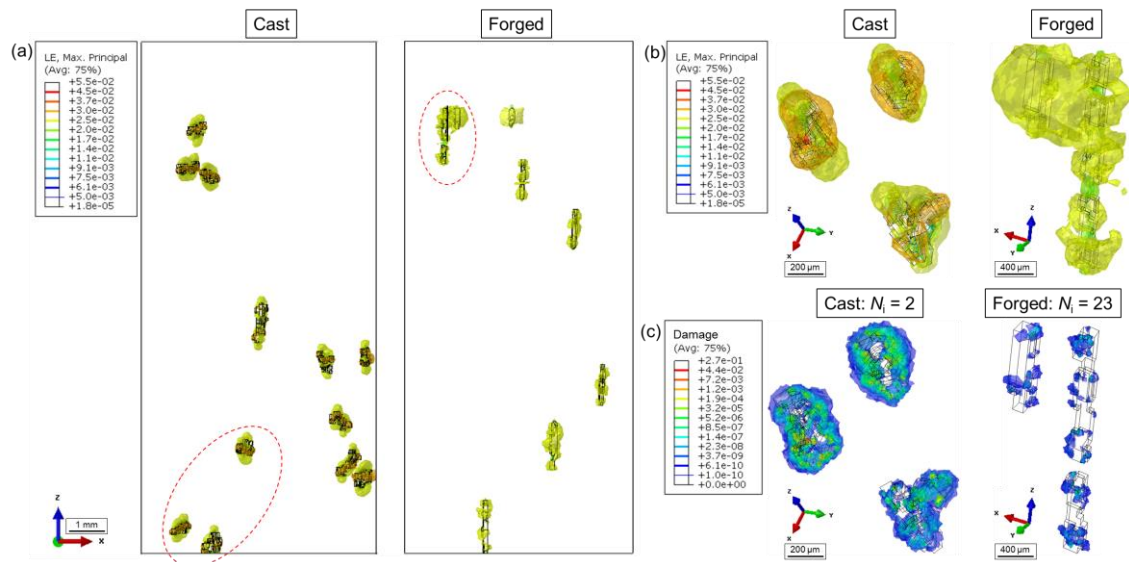 Cast
Forged
(a)
LE, Max. Principal
(Avg: 75%)
+5.5e-02
+4.5e-02
+3.7e-02
+3.0e-02
+2.5e-02
+2.0e-02
+1.7e-02
+1.4e-02
+1.1e-02
+9.1e-03
+7.5e-03
+6.1e-03
+5.0e-03
+1.8e-05
Z
X
1 mm
(b)
Cast
Forged
LE, Max. Principal
(Avg: 75%)
+5.5e-02
+4.5e-02
+3.7e-02
+3.0e-02
+2.5e-02
+2.0e-02
+1.7e-02
+1.4e-02
+1.1e-02
+9.1e-03
+7.5e-03
+6.1e-03
+5.0e-03
+1.8e-05
Z
Y
X
200 µm
Z
X
Y
400 µm
Cast: Ni = 2
Forged: Ni = 23
(c)
Damage
(Avg: 75%)
+2.7e-01
+4.4e-02
+7.2e-03
+1.2e-03
+1.9e-04
+3.2e-05
+5.2e-06
+8.5e-07
+1.4e-07
+2.3e-08
+3.7e-09
+6.1e-10
+1.0e-10
+0.0e+00
Z
Y
X
200 µm
Z
X
Y
400 µm